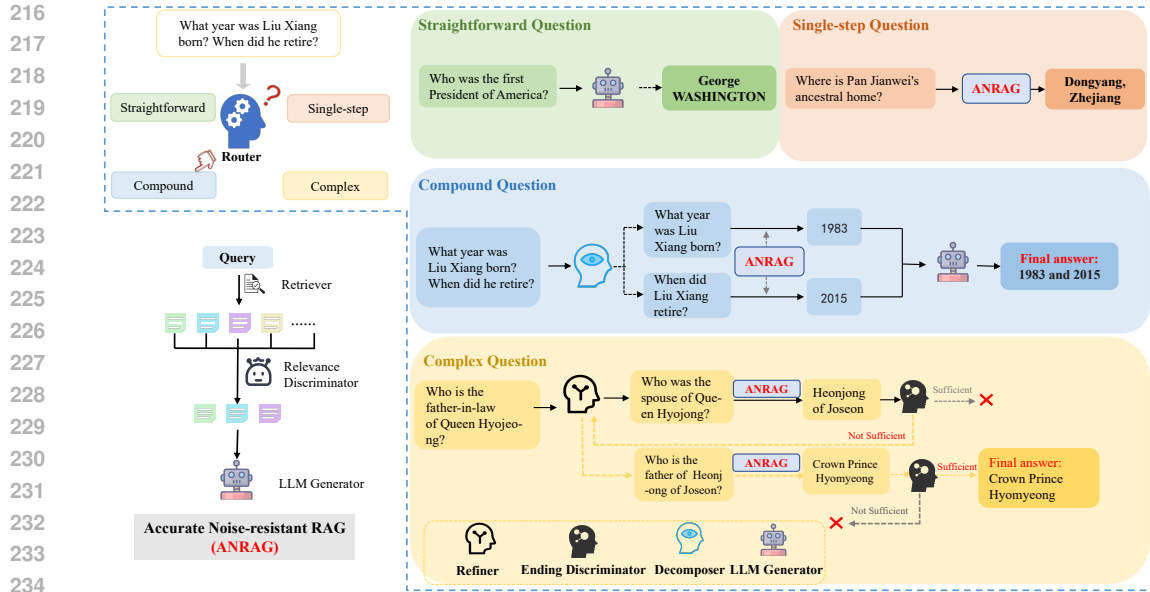 216
217
218
219
220
221
222
223
224
225
226
227
228
229
230
231
232
233
234
What year was Liu Xiang
born? When did he retire?
Straightforward
Single-step
Router
Compound
Complex
Query
Retriever
......
Relevance
Discriminator
LLM Generator
Accurate Noise-resistant RAG
(ANRAG)
Straightforward Question
Who was the first
President of America?
George
WASHINGTON
Single-step Question
Where is Pan Jianwei's
ancestral home?
ANRAG
Dongyang,
Zhejiang
Compound Question
What year was
Liu Xiang born?
When did he retire?
What year
was Liu
Xiang born?
When did
Liu Xiang
retire?
ANRAG
1983
2015
Final answer:
1983 and 2015
Complex Question
Who is the
father-in-law
of Queen Hyojeo-
ng?
Who was the
spouse of Que-
en Hyojong?
ANRAG
Heonjong
of Joseon
Sufficient
Not Sufficient
Who is the
father of Heonj
-ong of Joseon?
ANRAG
Crown Prince
Hyomyeong
Sufficient
Final answer:
Crown Prince
Hyomyeong
Not Sufficient
Refiner
Ending Discriminator
Decomposer
LLM Generator